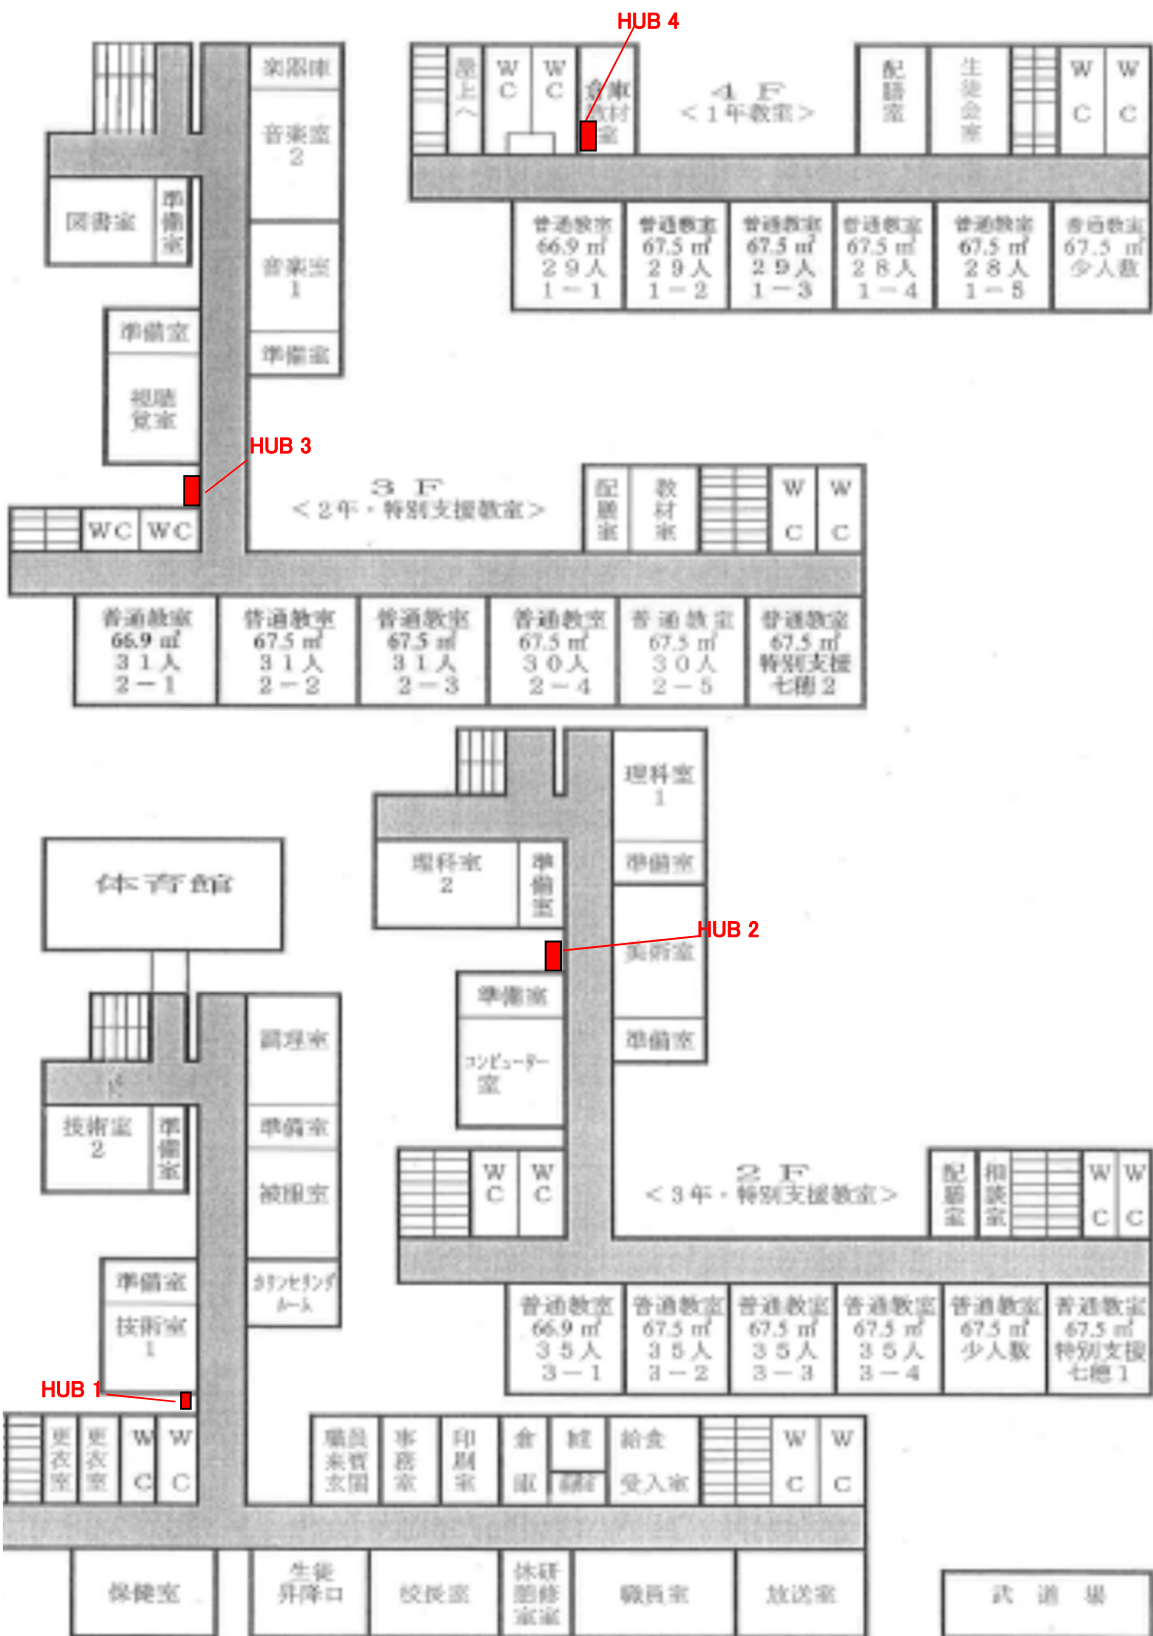 HUB 4
屋上へ
WC
WC
倉庫
教材室
4F
<1年教室>
配膳室
生徒会室
WC
WC
普通教室
66.9㎡
29人
1－1
普通教室
67.5㎡
29人
1－2
普通教室
67.5㎡
29人
1－3
普通教室
67.5㎡
28人
1－4
普通教室
67.5㎡
28人
1－5
普通教室
67.5㎡
少人数
楽器庫
音楽室
2
図書室
準備室
音楽室
1
準備室
準備室
視聴
覚室
HUB 3
3F
<2年・特別支援教室>
WC
WC
配膳室
教材室
WC
WC
普通教室
66.9㎡
31人
2－1
普通教室
67.5㎡
31人
2－2
普通教室
67.5㎡
31人
2－3
普通教室
67.5㎡
30人
2－4
普通教室
67.5㎡
30人
2－5
普通教室
67.5㎡
特別支援
七穂2
理科室
1
準備室
理科室
2
準備室
HUB 2
美術室
準備室
準備室
コンピューター
室
WC
WC
2F
<3年・特別支援教室>
配膳室
相談室
WC
WC
普通教室
66.9㎡
35人
3－1
普通教室
67.5㎡
35人
3－2
普通教室
67.5㎡
35人
3－3
普通教室
67.5㎡
35人
3－4
普通教室
67.5㎡
少人数
普通教室
67.5㎡
特別支援
七穂1
体育館
調理室
技術室
2
準備室
準備室
被服室
準備室
技術室
1
カウンセリング
ルーム
HUB 1
更衣室
更衣室
WC
WC
職員
来賓
玄関
事務室
印刷室
倉庫
給食
受入室
WC
WC
保健室
生徒
昇降口
校長室
休憩室
研修室
職員室
放送室
武道場